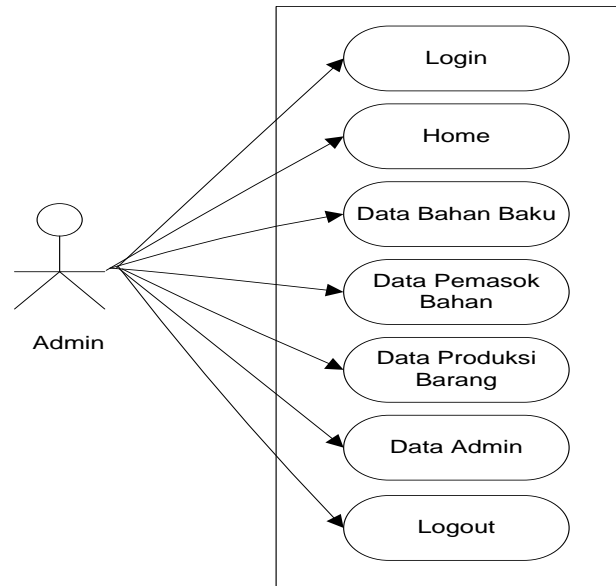 Login
Home
Data Bahan Baku
Data Pemasok
Bahan
Admin
Data Produksi
Barang
Data Admin
Logout